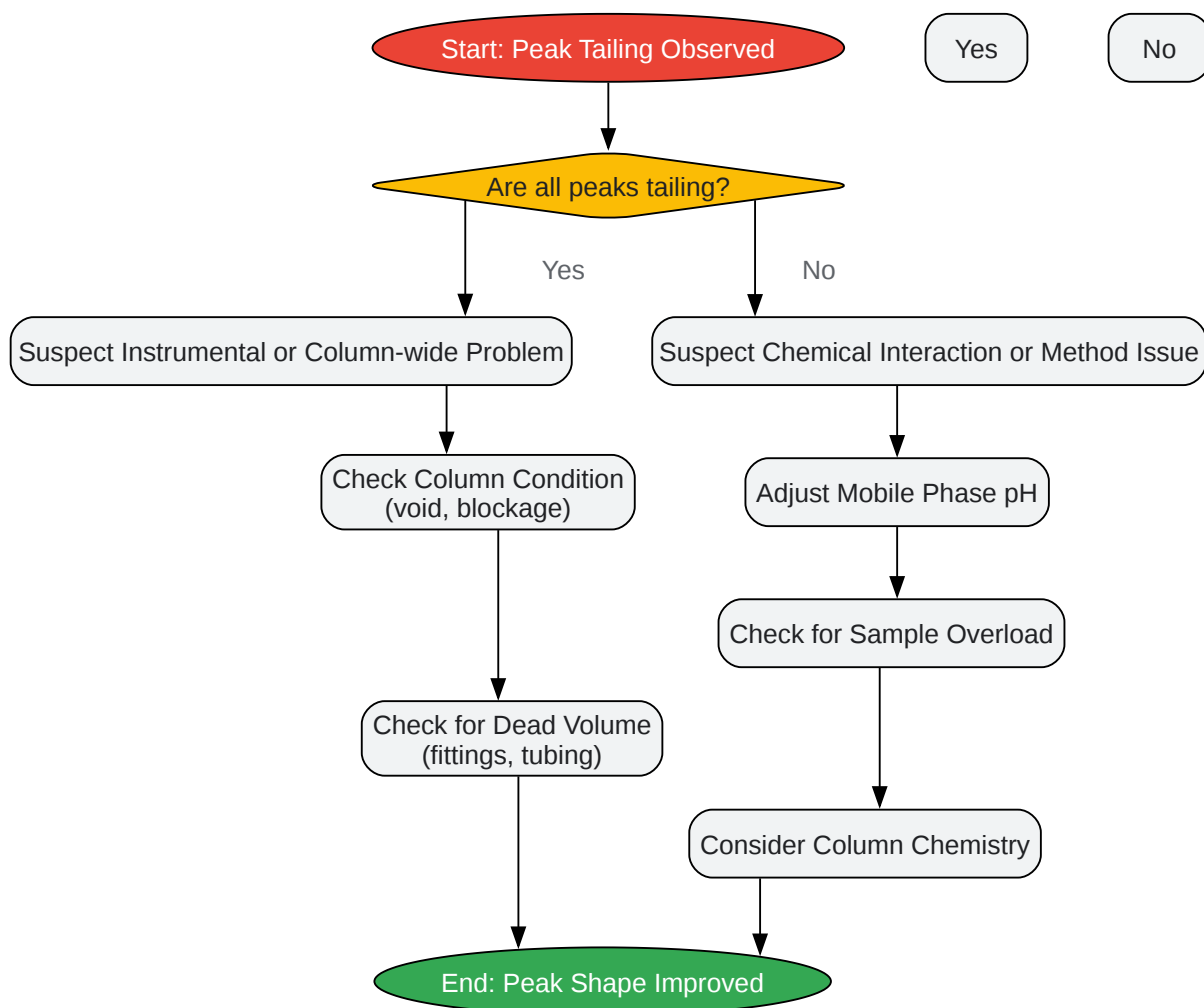 Start: Peak Tailing Observed
Yes
No
Are all peaks tailing?
Yes
No
Suspect Instrumental or Column-wide Problem
Suspect Chemical Interaction or Method Issue
Check Column Condition
(void, blockage)
Adjust Mobile Phase pH
Check for Sample Overload
Check for Dead Volume
(fittings, tubing)
Consider Column Chemistry
End: Peak Shape Improved